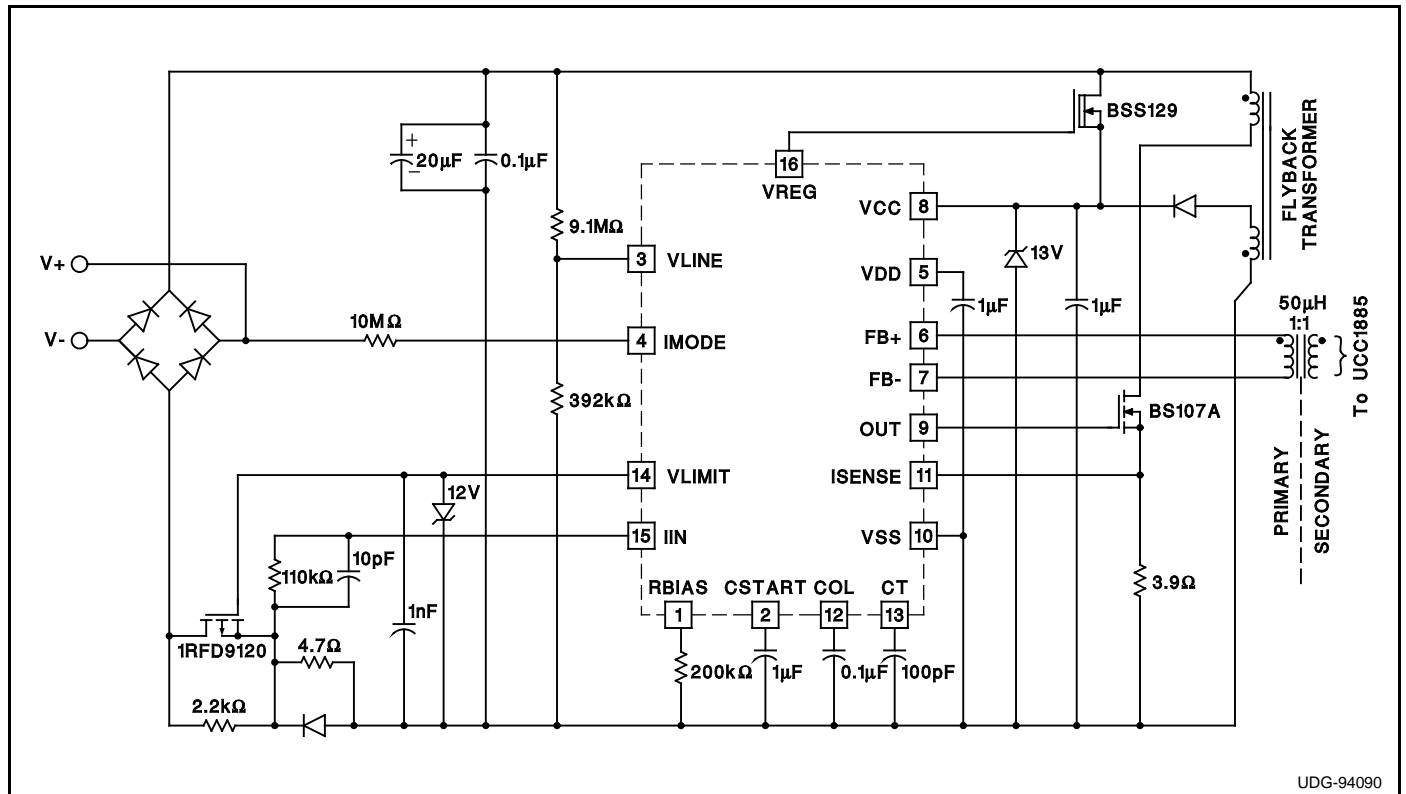 BSS129
FLYBACK
TRANSFORMER
+
20µF
−
0.1µF
16
VREG
VCC
8
9.1MΩ
V+
3
VLINE
13V
VDD
5
1µF
1µF
50µH
1:1
10MΩ
V-
4
IMODE
FB+
6
To UCC1885
FB-
7
392kΩ
BS107A
OUT
9
14
VLIMIT
ISENSE
11
12V
PRIMARY
SECONDARY
15
IIN
VSS
10
10pF
110kΩ
3.9Ω
RBIAS
CSTART
COL
CT
1
2
12
13
1nF
1RFD9120
4.7Ω
200kΩ
1µF
0.1µF
100pF
2.2kΩ
UDG-94090